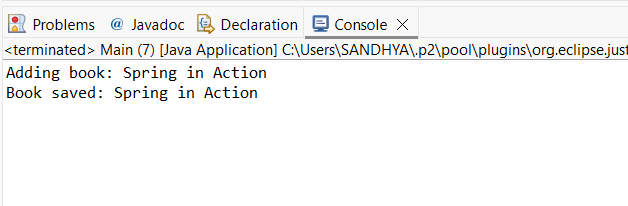 Problems @ Javadoc Declaration Console
<terminated> Main (7) [Java Application] C:\Users\SANDHYA\.p2\pool\plugins\org.eclipse.just
Adding book: Spring in Action
Book saved: Spring in Action